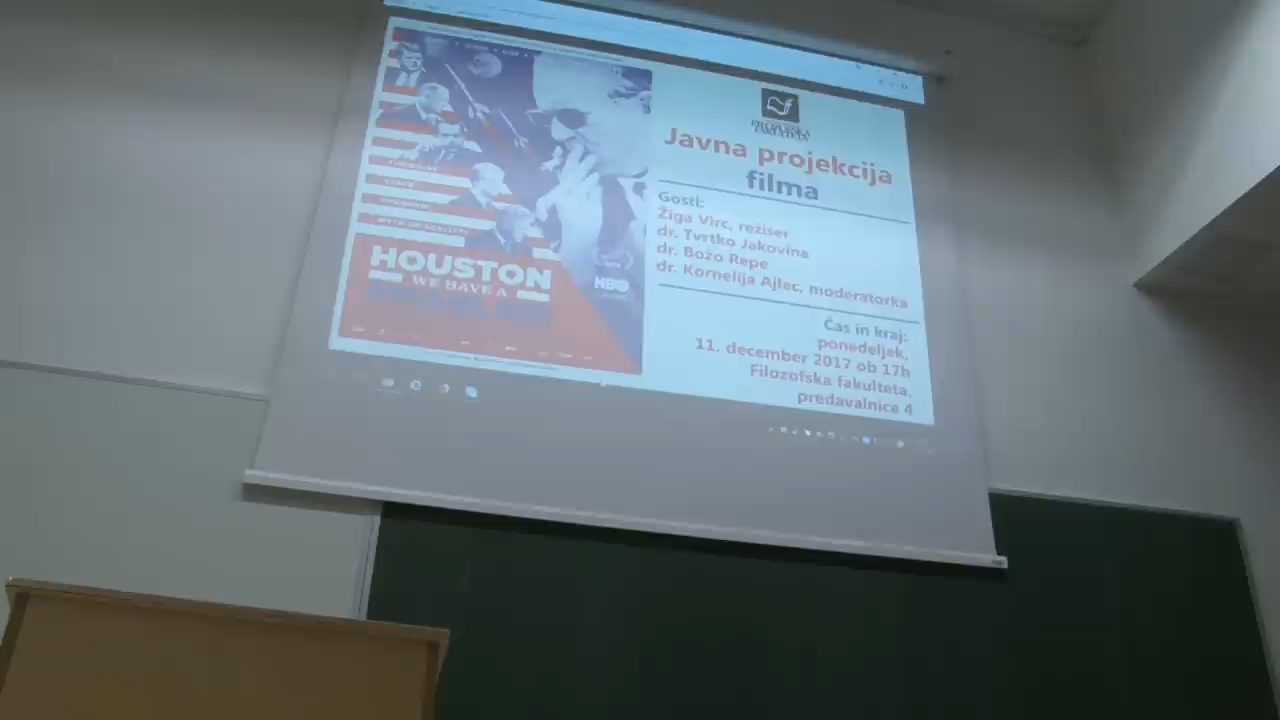 HOUSTON
WE HAVE A
HBO
Javna projekcija
filma
Gosti:
Žiga Virc, režiser
dr. Tvrtko Jakovina
dr. Božo Repe
dr. Kornelija Ajlec, moderatorka
Čas in kraj:
ponedeljek,
11. december 2017 ob 17h
Filozofska fakulteta,
predavalnica 4